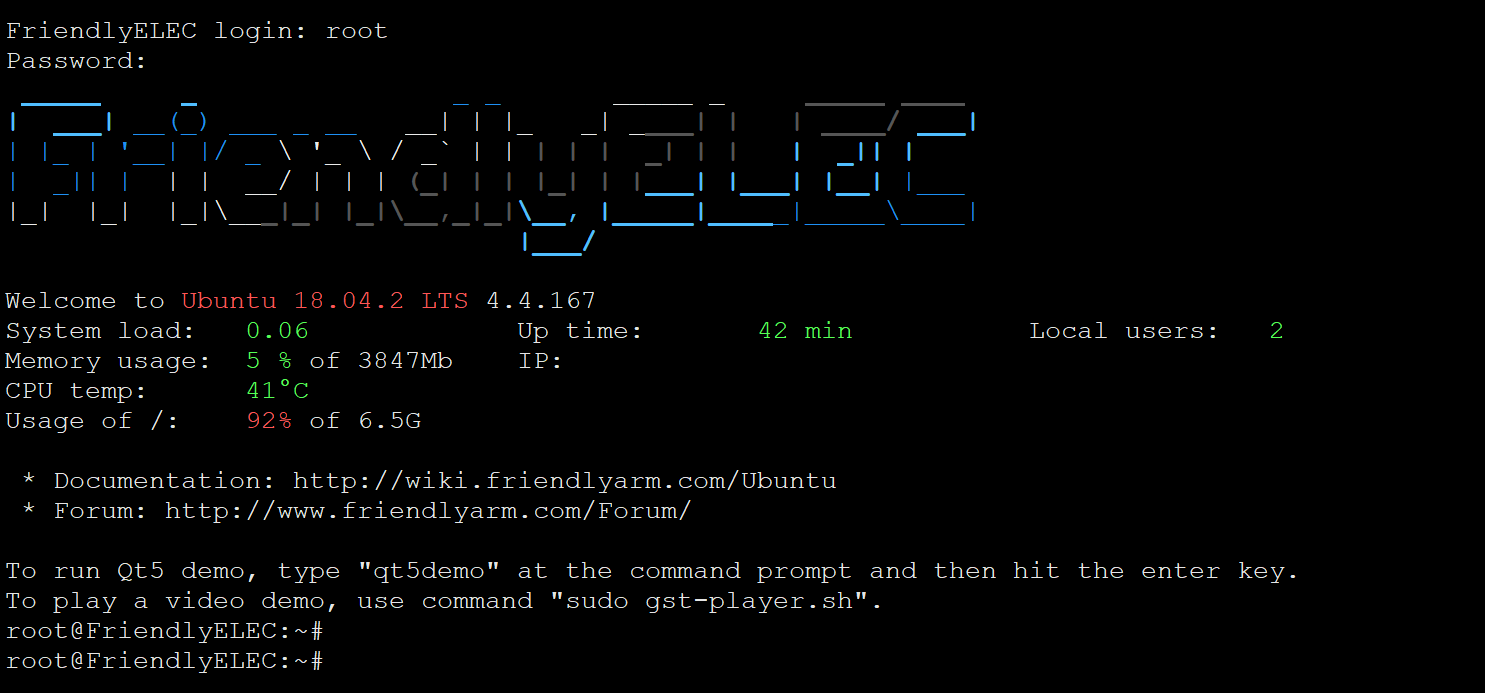 FriendlyELEC login: root
Password:
FriendlyELEC
Welcome to Ubuntu 18.04.2 LTS 4.4.167
System load:   0.06             Up time:       42 min           Local users:   2
Memory usage:  5 % of 3847Mb    IP:
CPU temp:      41°C
Usage of /:    92% of 6.5G
* Documentation: http://wiki.friendlyarm.com/Ubuntu
* Forum: http://www.friendlyarm.com/Forum/
To run Qt5 demo, type "qt5demo" at the command prompt and then hit the enter key.
To play a video demo, use command "sudo gst-player.sh".
root@FriendlyELEC:~#
root@FriendlyELEC:~#